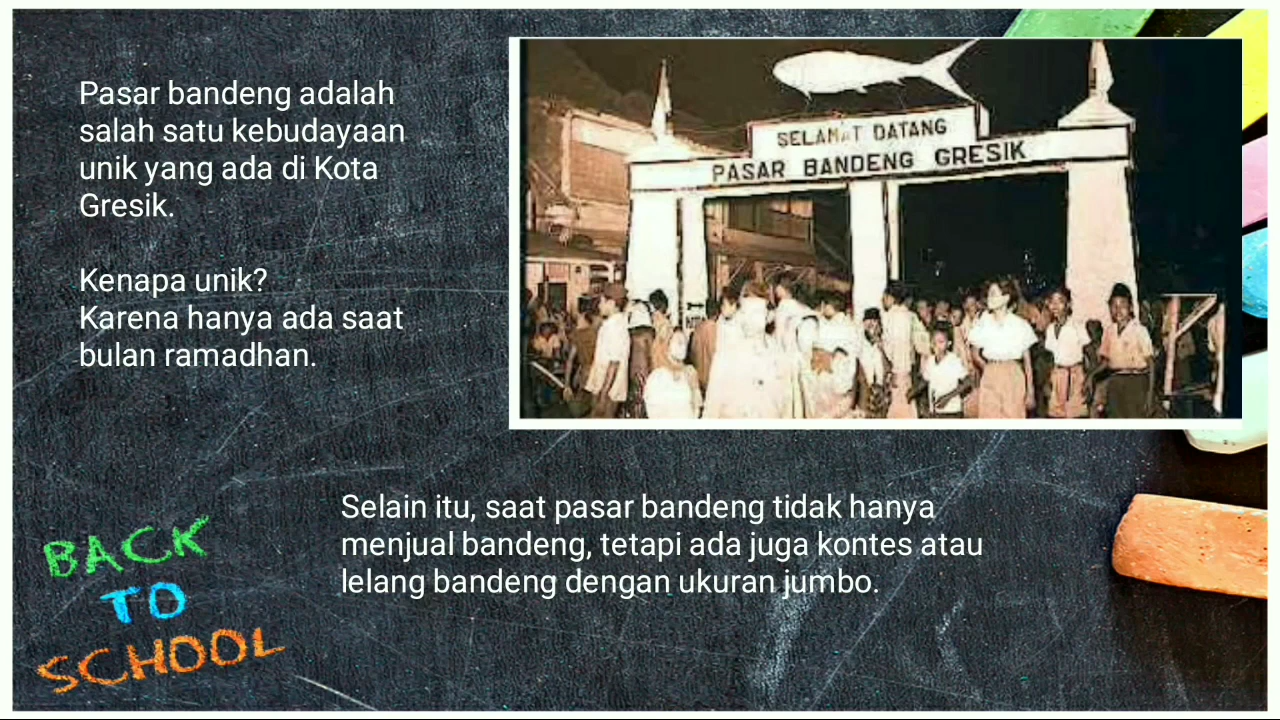 Pasar bandeng adalah
salah satu kebudayaan
unik yang ada di Kota
Gresik.
Kenapa unik?
Karena hanya ada saat
bulan ramadhan.
SELAMAT DATANG
PASAR BANDENG GRESIK
Selain itu, saat pasar bandeng tidak hanya
menjual bandeng, tetapi ada juga kontes atau
lelang bandeng dengan ukuran jumbo.
BACK
TO
SCHOOL